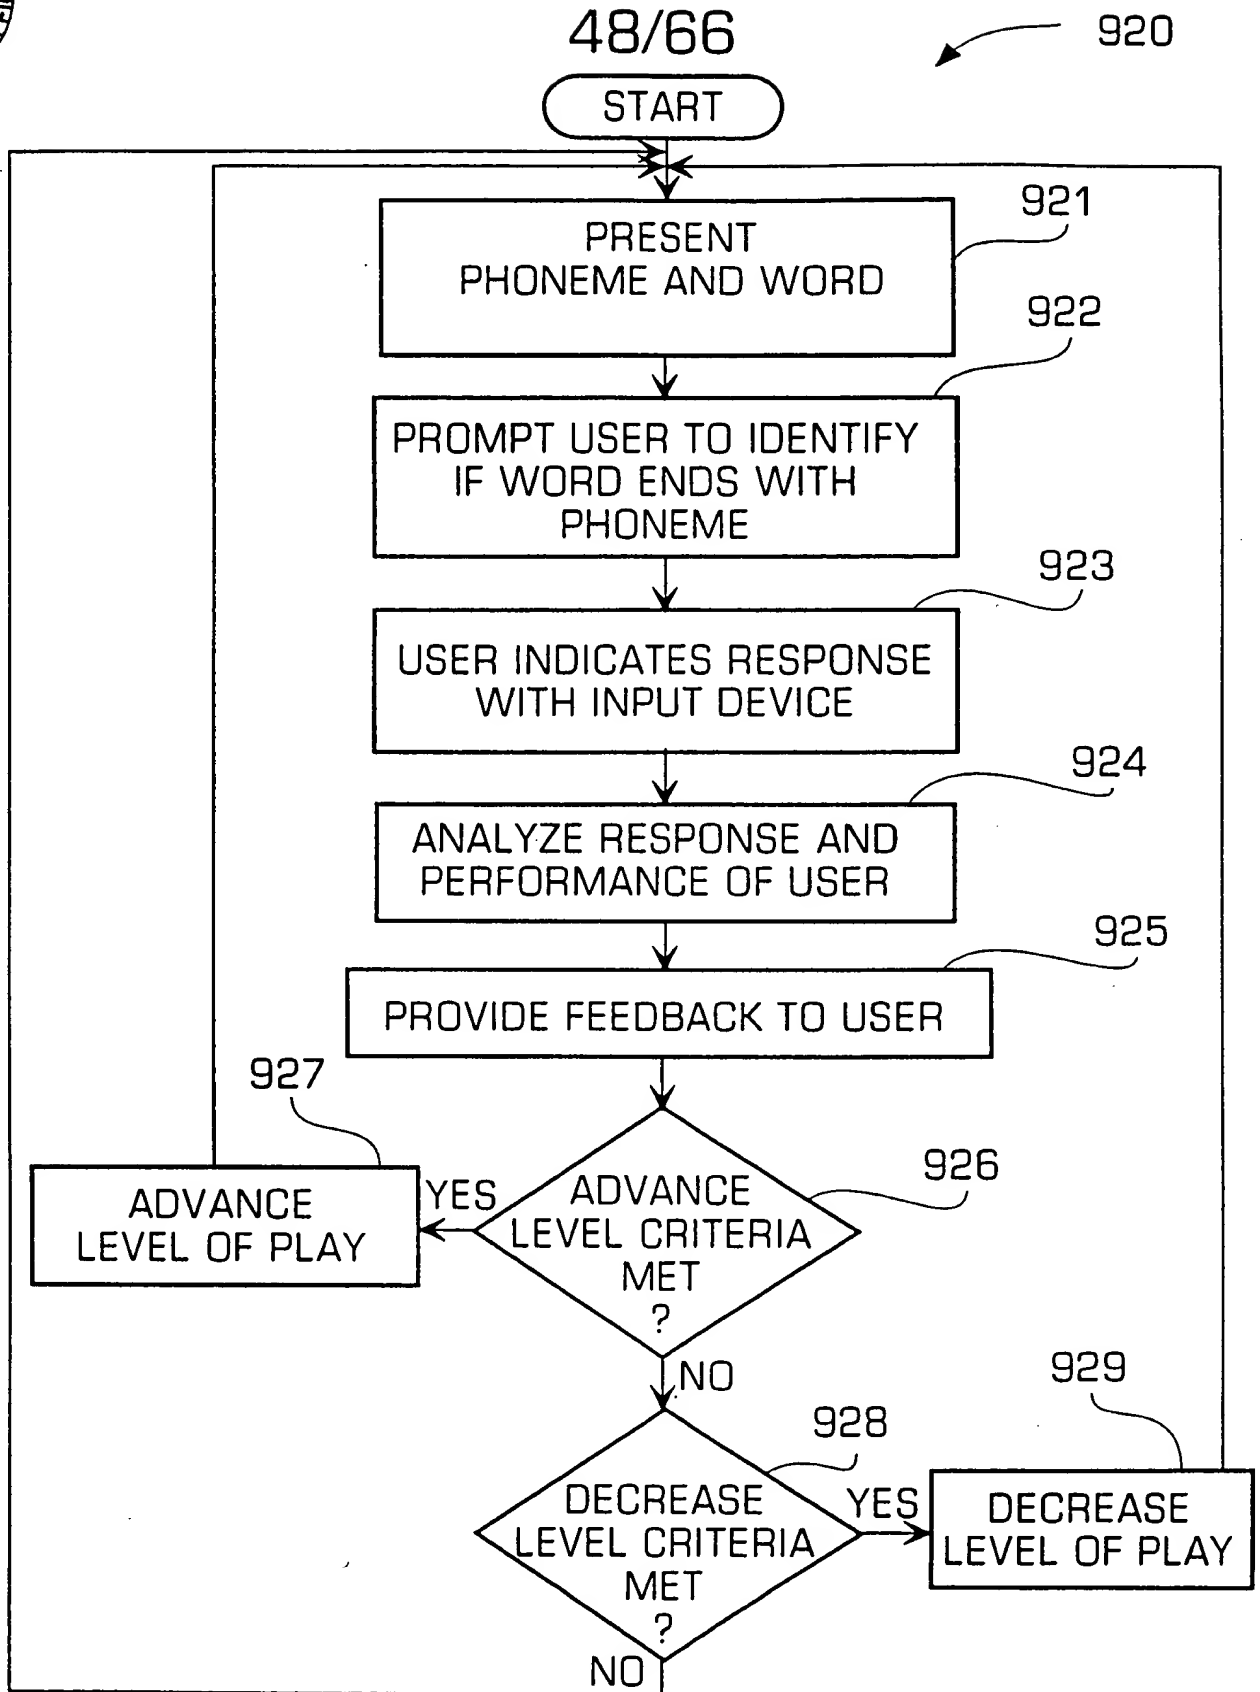 48/66
920
START
921
PRESENT
PHONEME AND WORD
922
PROMPT USER TO IDENTIFY
IF WORD ENDS WITH
PHONEME
923
USER INDICATES RESPONSE
WITH INPUT DEVICE
924
ANALYZE RESPONSE AND
PERFORMANCE OF USER
925
PROVIDE FEEDBACK TO USER
927
ADVANCE
LEVEL OF PLAY
YES
926
ADVANCE
LEVEL CRITERIA
MET
?
NO
928
DECREASE
LEVEL CRITERIA
MET
?
YES
929
DECREASE
LEVEL OF PLAY
NO